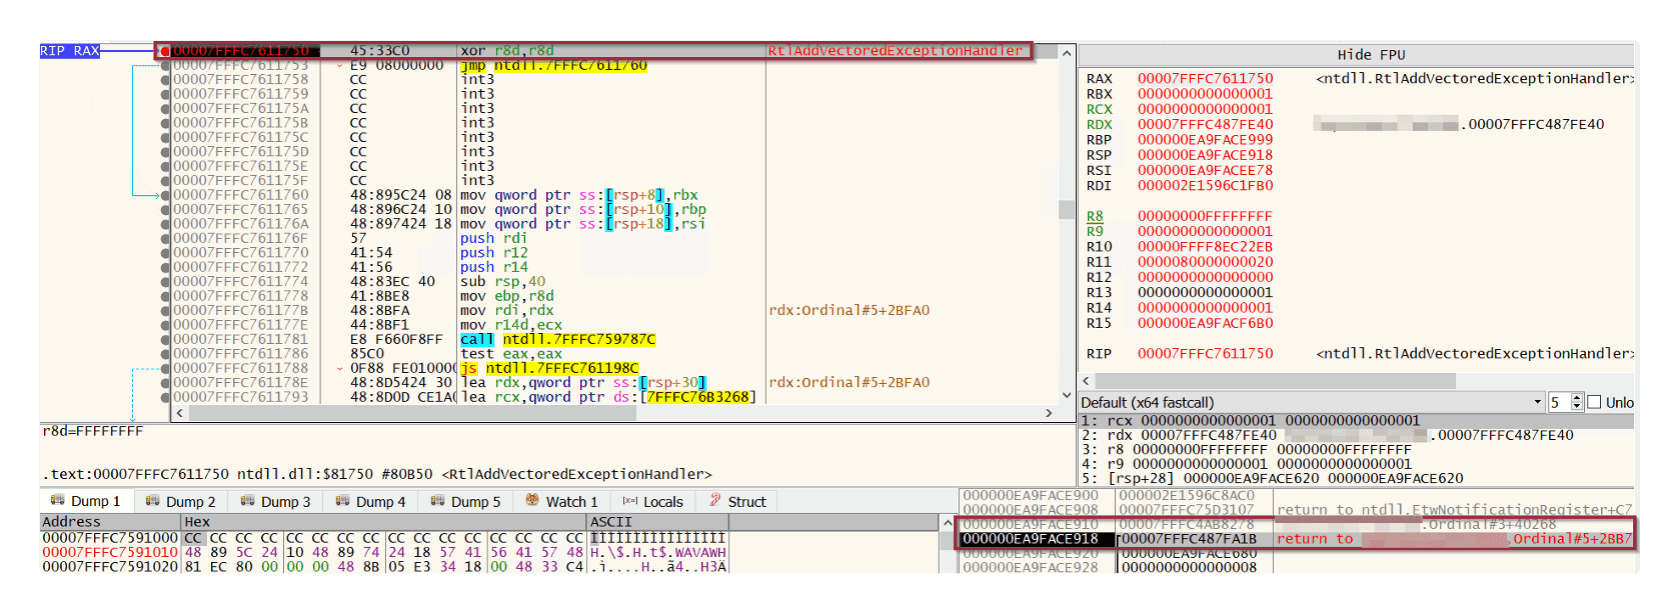 RIP RAX
00007FFFC7611750 45:33C0 xor r8d,r8d RtlAddVectoredExceptionHandler
00007FFFC7611753 E9 08000000 jmp ntdll.7FFFC7611760
00007FFFC7611758 CC int3
00007FFFC7611759 CC int3
00007FFFC761175A CC int3
00007FFFC761175B CC int3
00007FFFC761175C CC int3
00007FFFC761175D CC int3
00007FFFC761175E CC int3
00007FFFC761175F CC int3
00007FFFC7611760 48:895C24 08 mov qword ptr ss:[rsp+8],rbx
00007FFFC7611765 48:896C24 10 mov qword ptr ss:[rsp+10],rbp
00007FFFC761176A 48:897424 18 mov qword ptr ss:[rsp+18],rsi
00007FFFC761176F 57 push rdi
00007FFFC7611770 41:54 push r12
00007FFFC7611772 41:56 push r14
00007FFFC7611774 48:83EC 40 sub rsp,40
00007FFFC7611778 41:8BE8 mov ebp,r8d
00007FFFC761177B 48:8BFA mov rdi,rdx rdx:Ordinal#5+2BFA0
00007FFFC761177E 44:8BF1 mov r14d,ecx
00007FFFC7611781 E8 F660F8FF call ntdll.7FFFC759787C
00007FFFC7611786 85C0 test eax,eax
00007FFFC7611788 0F88 FE010000 js ntdll.7FFFC761198C
00007FFFC761178E 48:8D5424 30 lea rdx,qword ptr ss:[rsp+30] rdx:Ordinal#5+2BFA0
00007FFFC7611793 48:8D0D CE1A0 lea rcx,qword ptr ds:[7FFFC76B3268]
r8d=FFFFFFFF
.text:00007FFFC7611750 ntdll.dll:$81750 #80B50 <RtlAddVectoredExceptionHandler>
Hide FPU
RAX 00007FFFC7611750 <ntdll.RtlAddVectoredExceptionHandler>
RBX 0000000000000001
RCX 0000000000000001
RDX 00007FFFC487FE40 .00007FFFC487FE40
RBP 000000EA9FACE999
RSP 000000EA9FACE918
RSI 000000EA9FACEE78
RDI 000002E1596C1FB0
R8 00000000FFFFFFFF
R9 0000000000000001
R10 00000FFFF8EC22EB
R11 0000080000000020
R12 0000000000000000
R13 0000000000000001
R14 0000000000000001
R15 000000EA9FACF6B0
RIP 00007FFFC7611750 <ntdll.RtlAddVectoredExceptionHandler>
Default (x64 fastcall) 5 Unlo
1: rcx 0000000000000001 0000000000000001
2: rdx 00007FFFC487FE40 .00007FFFC487FE40
3: r8 00000000FFFFFFFF 00000000FFFFFFFF
4: r9 0000000000000001 0000000000000001
5: [rsp+28] 000000EA9FACE620 000000EA9FACE620
Dump 1 Dump 2 Dump 3 Dump 4 Dump 5 Watch 1 [x=] Locals Struct
Address Hex ASCII
00007FFFC7591000 CC CC CC CC CC CC CC CC CC CC CC CC CC CC CC CC ÌÌÌÌÌÌÌÌÌÌÌÌÌÌÌÌ
00007FFFC7591010 48 89 5C 24 10 48 89 74 24 18 57 41 56 41 57 48 H.\$.H.t$.WAVAWH
00007FFFC7591020 81 EC 80 00 00 00 48 8B 05 E3 34 18 00 48 33 C4 .ì....H..ã4..H3Ä
000000EA9FACE900 000002E1596C8AC0
000000EA9FACE908 00007FFFC75D3107 return to ntdll.EtwNotificationRegister+C7
000000EA9FACE910 00007FFFC4AB8278 .Ordinal#3+40268
000000EA9FACE918 00007FFFC487FA1B return to .Ordinal#5+2BB7
000000EA9FACE920 000000EA9FACE680
000000EA9FACE928 0000000000000008